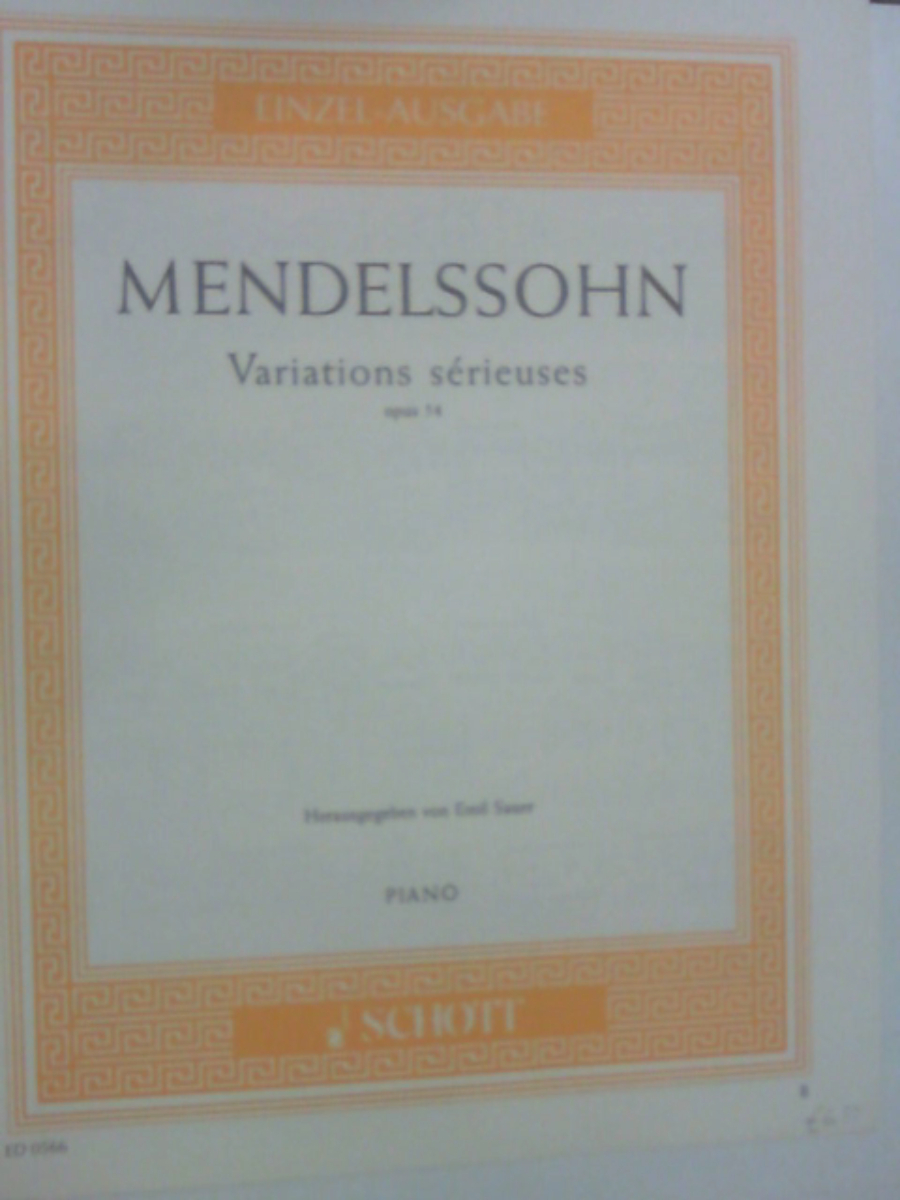 EINZEL-AUSGABE
MENDELSSOHN
Variations sérieuses
opus 54
Herausgegeben von Emil Sauer
PIANO
SCHOTT
ED 0566